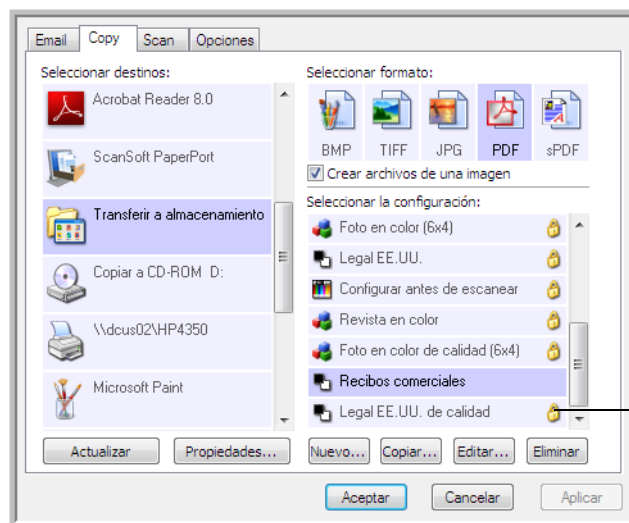 Email Copy Scan Opciones
Seleccionar destinos:
Acrobat Reader 8.0
ScanSoft PaperPort
Transferir a almacenamiento
Copiar a CD-ROM D:
\\dcus02\HP4350
Microsoft Paint
Actualizar Propiedades...
Seleccionar formato:
BMP TIFF JPG PDF sPDF
Crear archivos de una imagen
Seleccionar la configuración:
Foto en color (6x4)
Legal EE.UU.
Configurar antes de escanear
Revista en color
Foto en color de calidad (6x4)
Recibos comerciales
Legal EE.UU. de calidad
Nuevo... Copiar... Editar... Eliminar
Aceptar Cancelar Aplicar